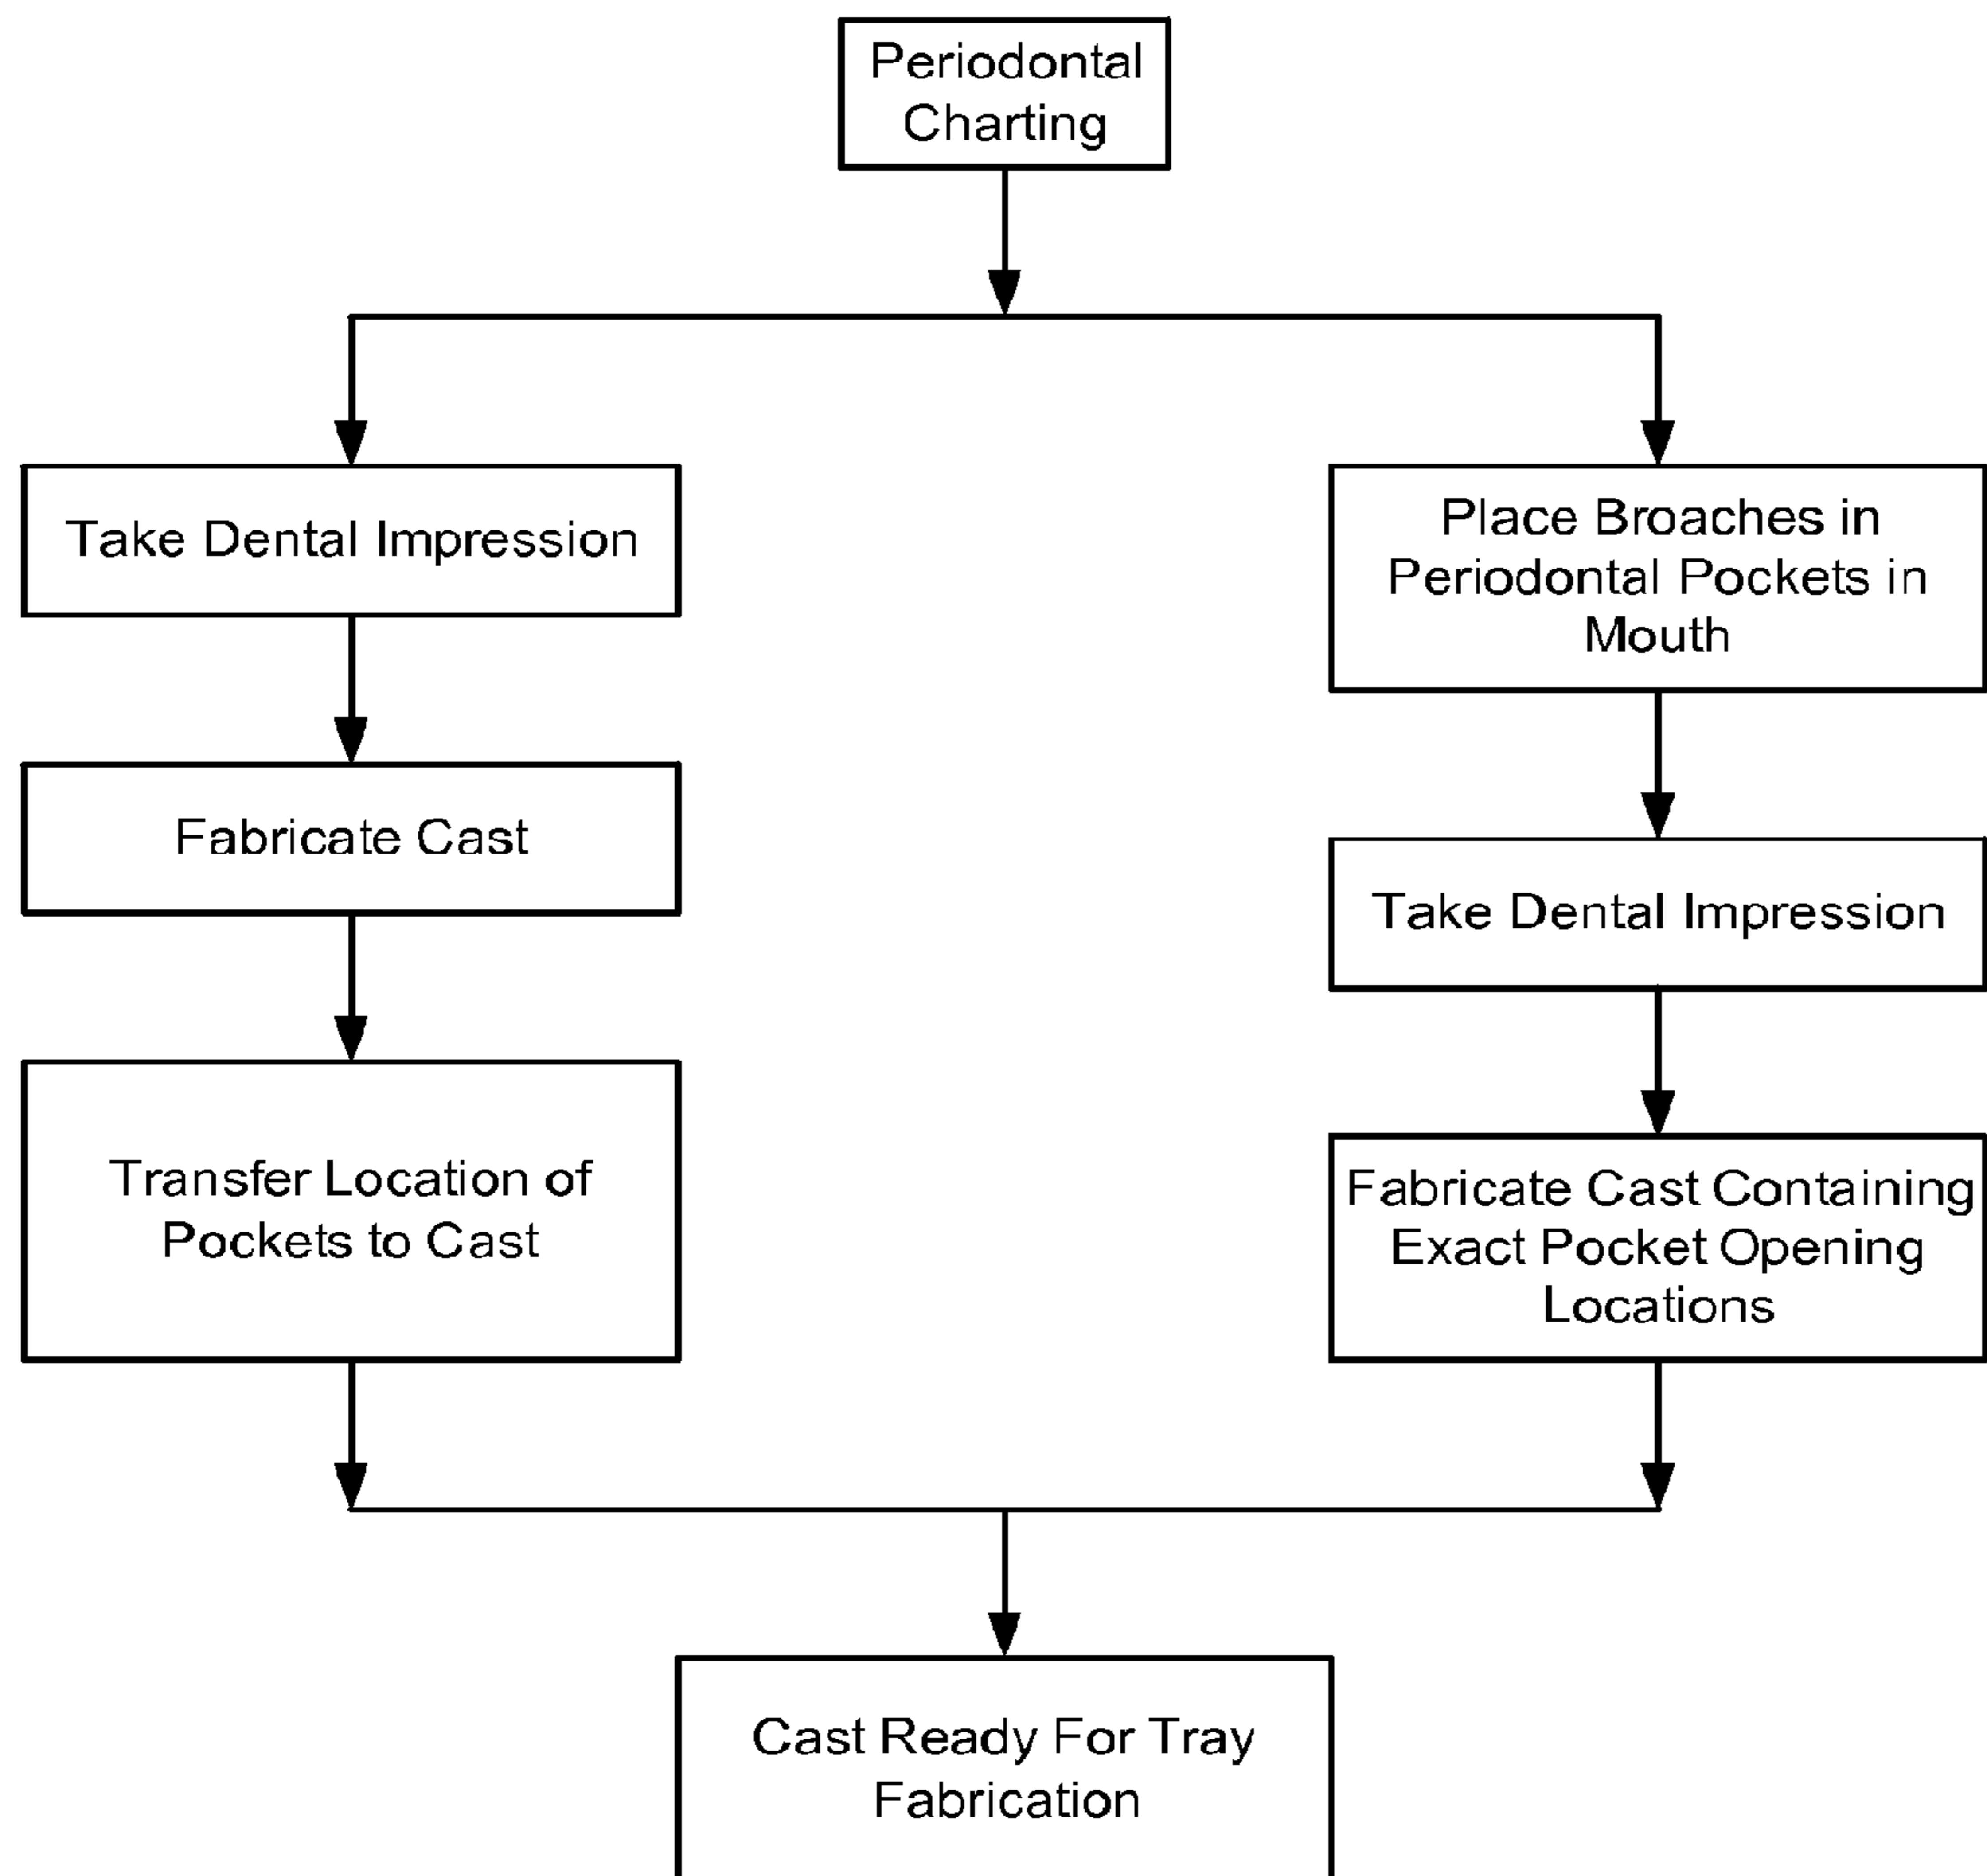 Periodontal
Charting
Take Dental Impression
Fabricate Cast
Transfer Location of
Pockets to Cast
Place Broaches in
Periodontal Pockets in
Mouth
Take Dental Impression
Fabricate Cast Containing
Exact Pocket Opening
Locations
Cast Ready For Tray
Fabrication